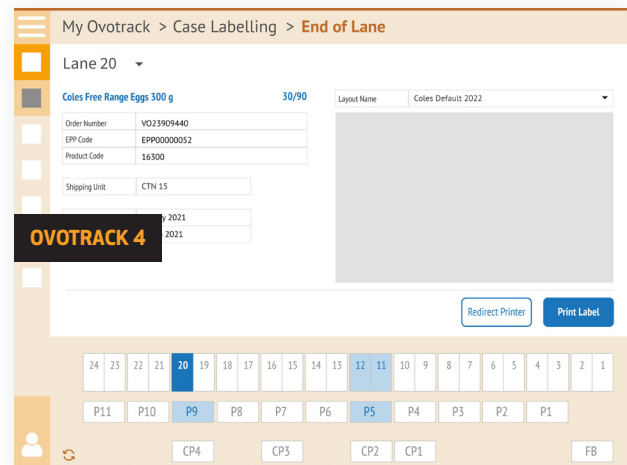 My Ovotrack > Case Labelling > End of Lane
Lane 20
Coles Free Range Eggs 300 g 30/90
Layout Name Coles Default 2022
Order Number VO23909440
EPP Code EPP00000052
Product Code 16300
Shipping Unit CTN 15
y 2021
2021
OVOTRACK 4
Redirect Printer Print Label
24 23 22 21 20 19 18 17 16 15 14 13 12 11 10 9 8 7 6 5 4 3 2 1
P11 P10 P9 P8 P7 P6 P5 P4 P3 P2 P1
CP4 CP3 CP2 CP1 FB